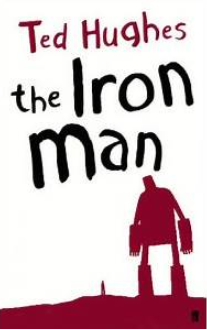 Ted Hughes
the Iron
man